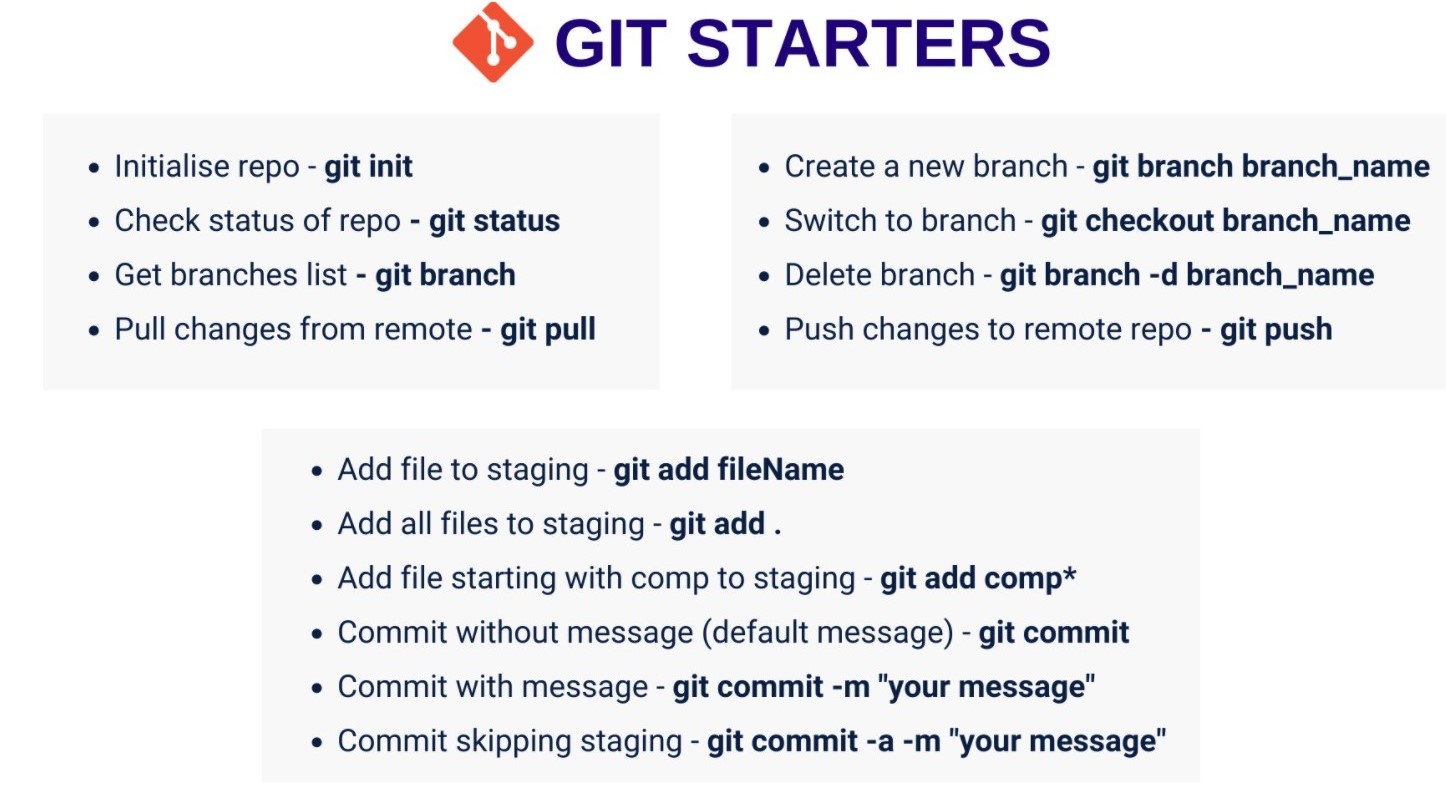 GIT STARTERS
• Initialise repo - git init
• Check status of repo - git status
• Get branches list - git branch
• Pull changes from remote - git pull
• Create a new branch - git branch branch_name
• Switch to branch - git checkout branch_name
• Delete branch - git branch -d branch_name
• Push changes to remote repo - git push
• Add file to staging - git add fileName
• Add all files to staging - git add .
• Add file starting with comp to staging - git add comp*
• Commit without message (default message) - git commit
• Commit with message - git commit -m "your message"
• Commit skipping staging - git commit -a -m "your message"